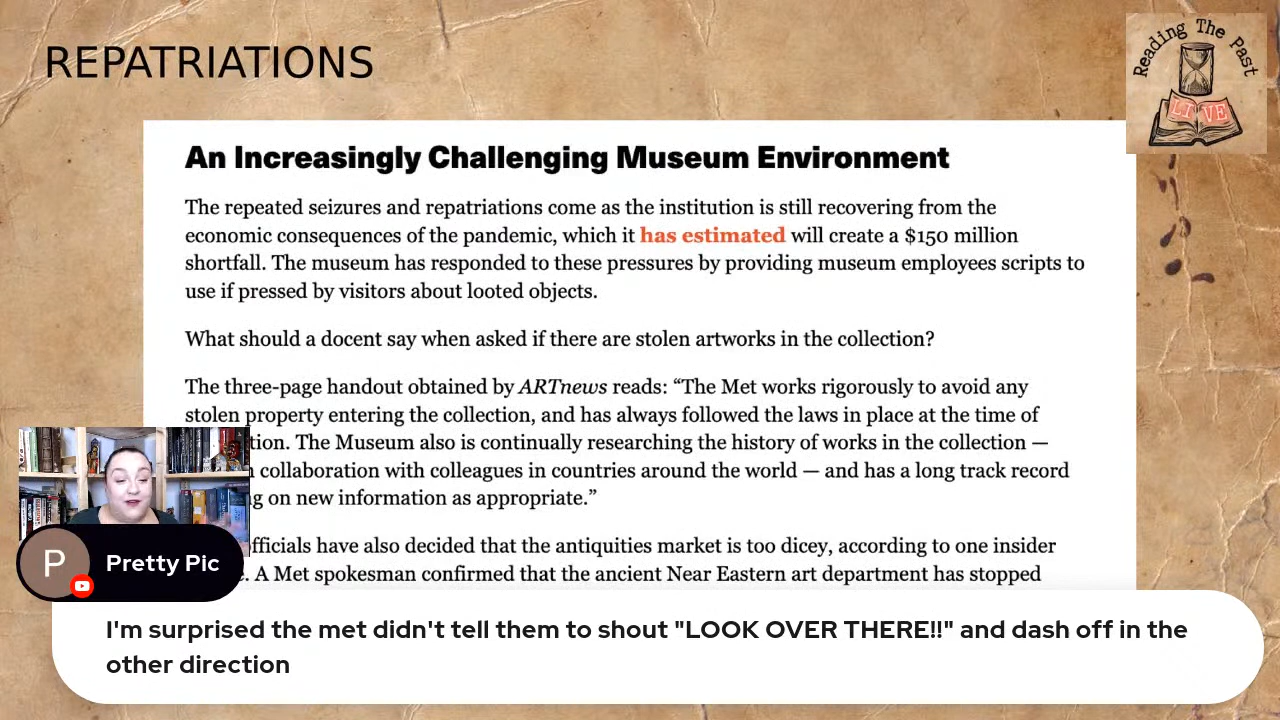 REPATRIATIONS
Reading The Past
LIVE
An Increasingly Challenging Museum Environment
The repeated seizures and repatriations come as the institution is still recovering from the
economic consequences of the pandemic, which it has estimated will create a $150 million
shortfall. The museum has responded to these pressures by providing museum employees scripts to
use if pressed by visitors about looted objects.
What should a docent say when asked if there are stolen artworks in the collection?
The three-page handout obtained by ARTnews reads: “The Met works rigorously to avoid any
stolen property entering the collection, and has always followed the laws in place at the time of
The Museum also is continually researching the history of works in the collection —
collaboration with colleagues in countries around the world — and has a long track record
on new information as appropriate.”
have also decided that the antiquities market is too dicey, according to one insider
A Met spokesman confirmed that the ancient Near Eastern art department has stopped
P
Pretty Pic
I'm surprised the met didn't tell them to shout "LOOK OVER THERE!!" and dash off in the
other direction